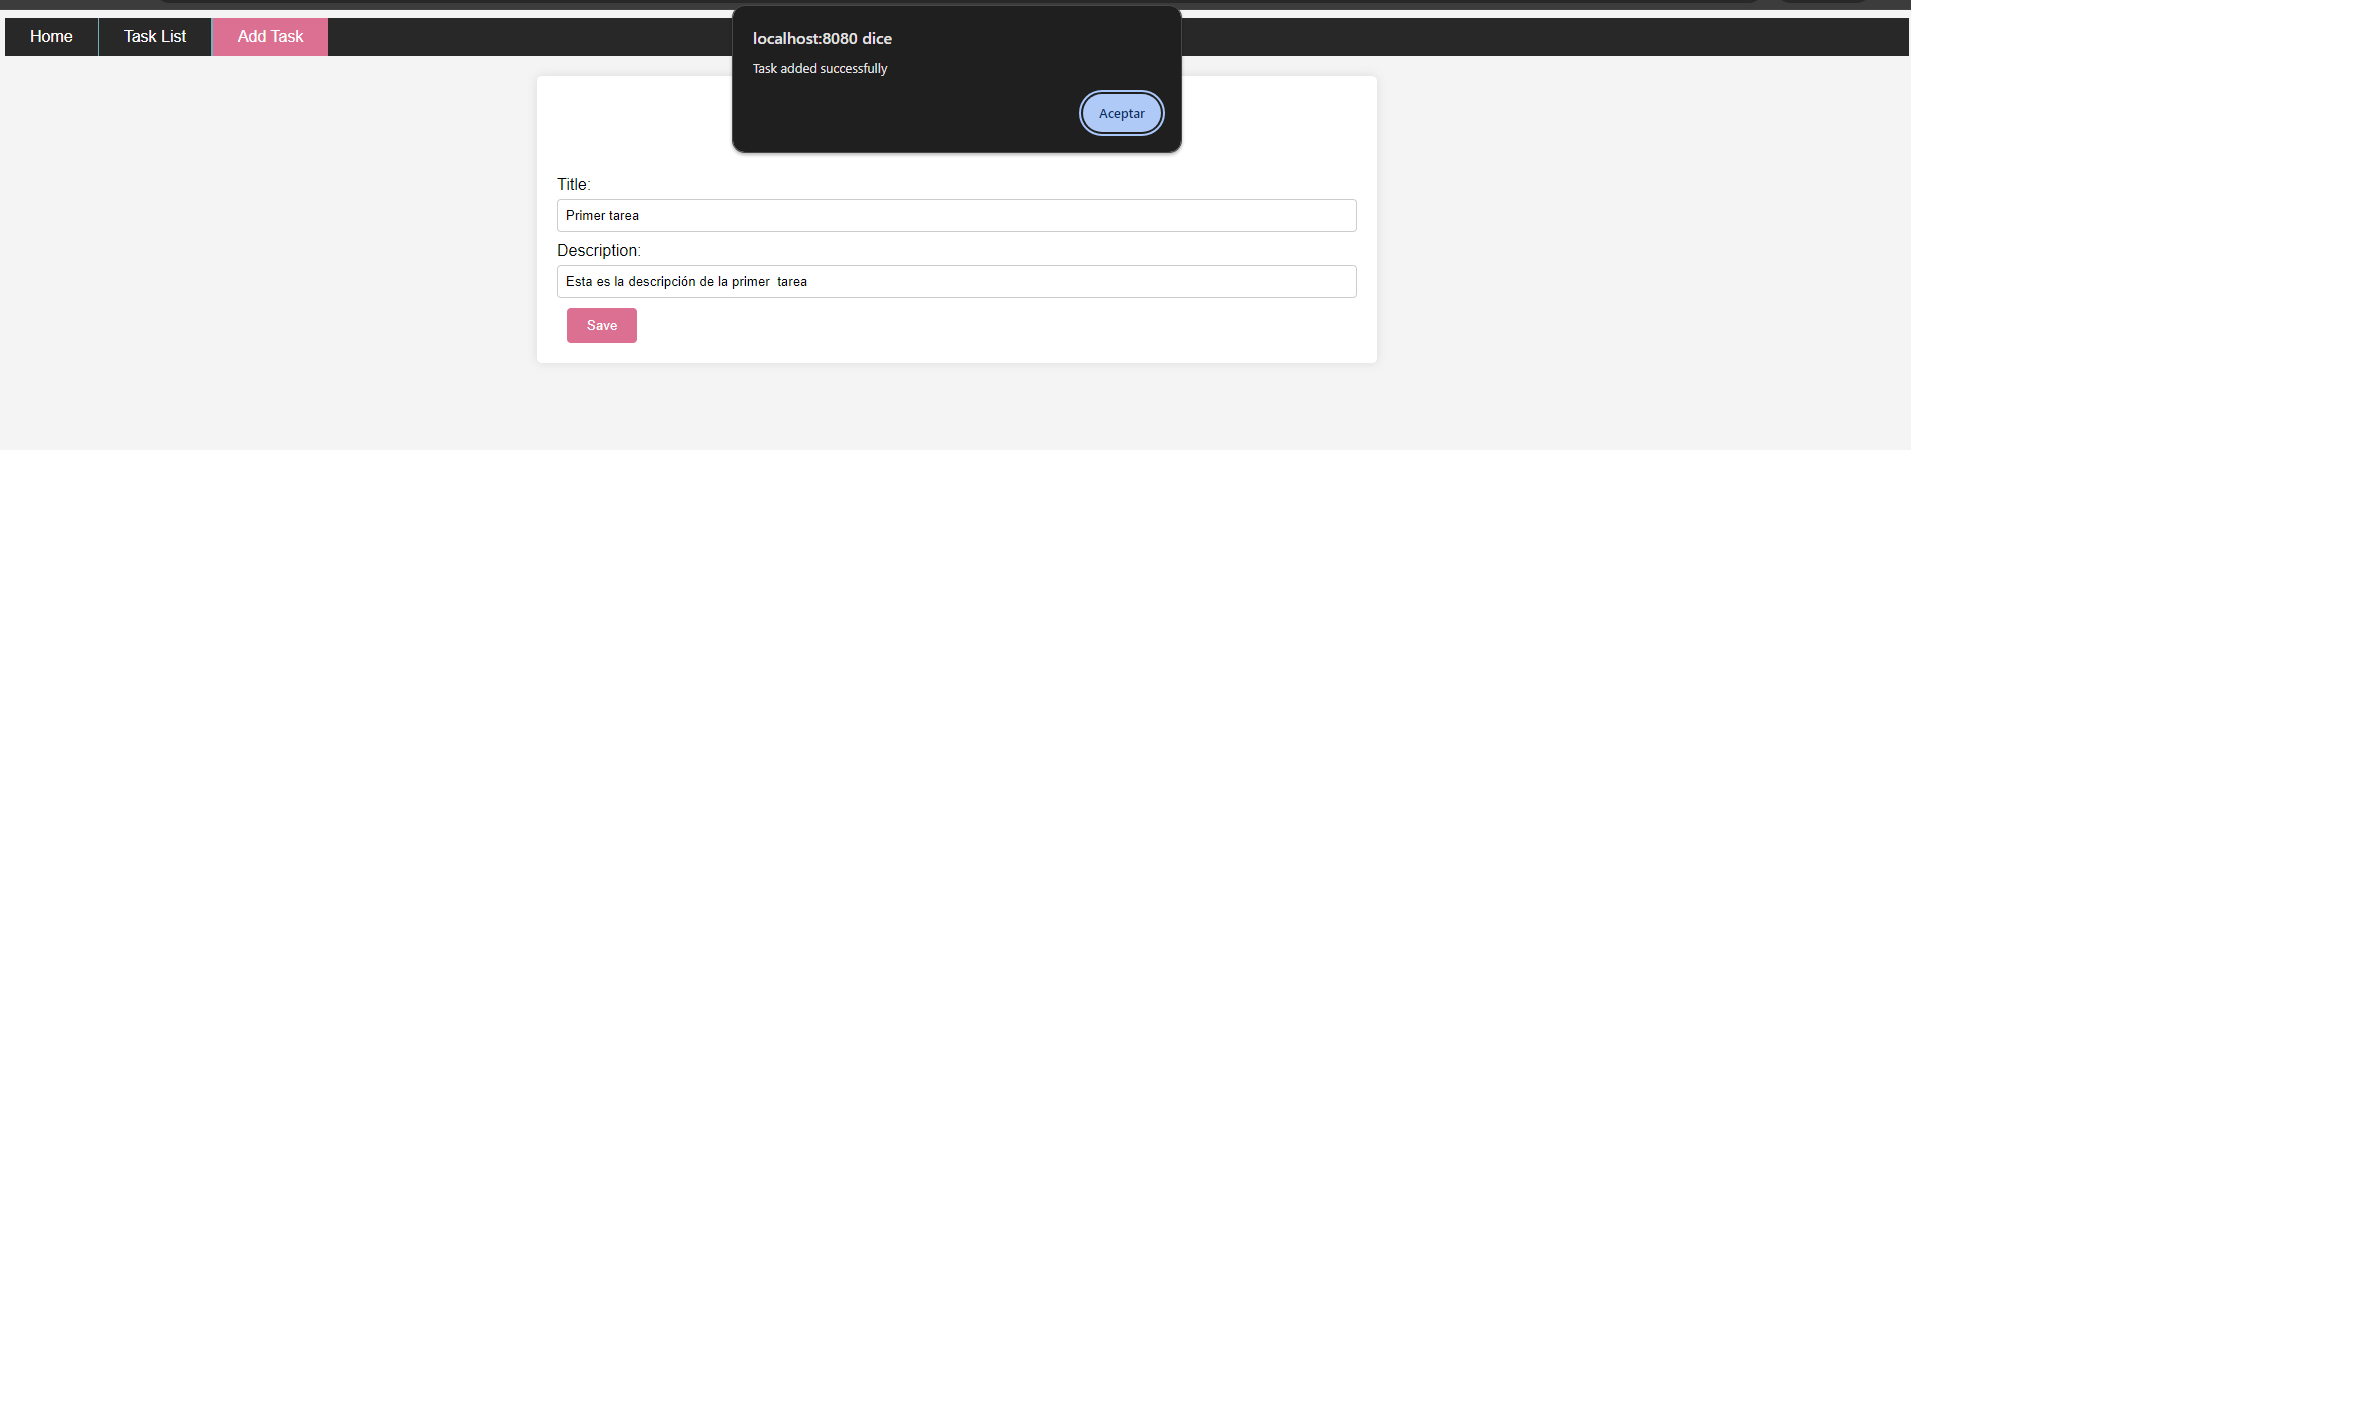 Home Task List Add Task
localhost:8080 dice
Task added successfully
Aceptar
Title:
Primer tarea
Description:
Esta es la descripción de la primer  tarea
Save